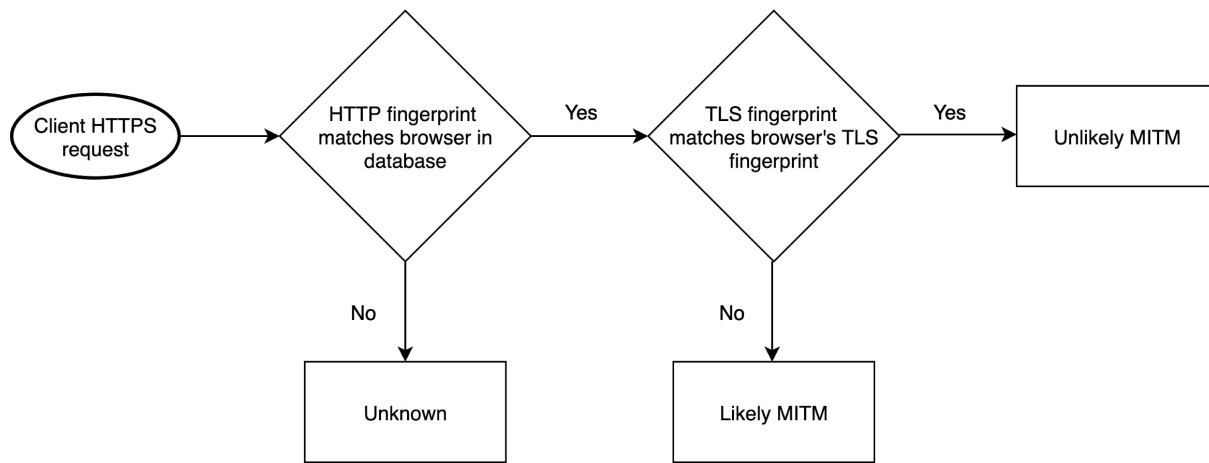 Client HTTPS
request
HTTP fingerprint
matches browser in
database
Yes
TLS fingerprint
matches browser's TLS
fingerprint
Yes
Unlikely MITM
No
No
Unknown
Likely MITM